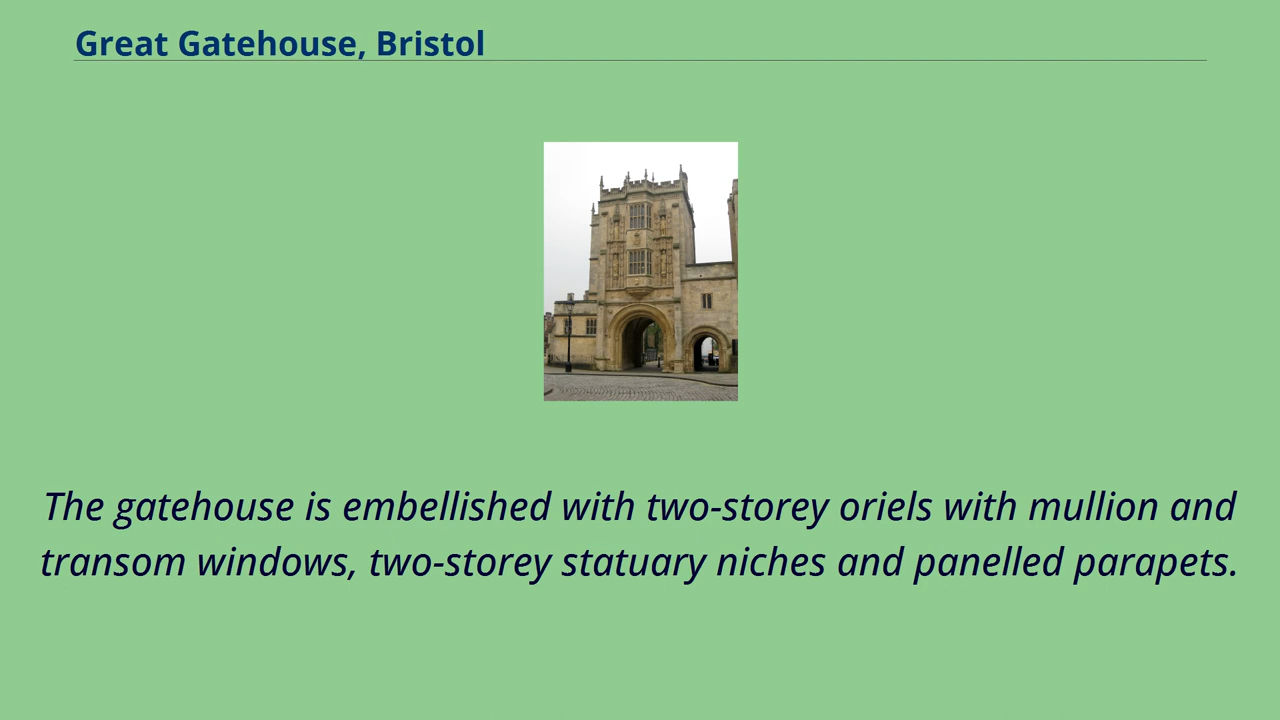 Great Gatehouse, Bristol
The gatehouse is embellished with two-storey oriels with mullion and
transom windows, two-storey statuary niches and panelled parapets.